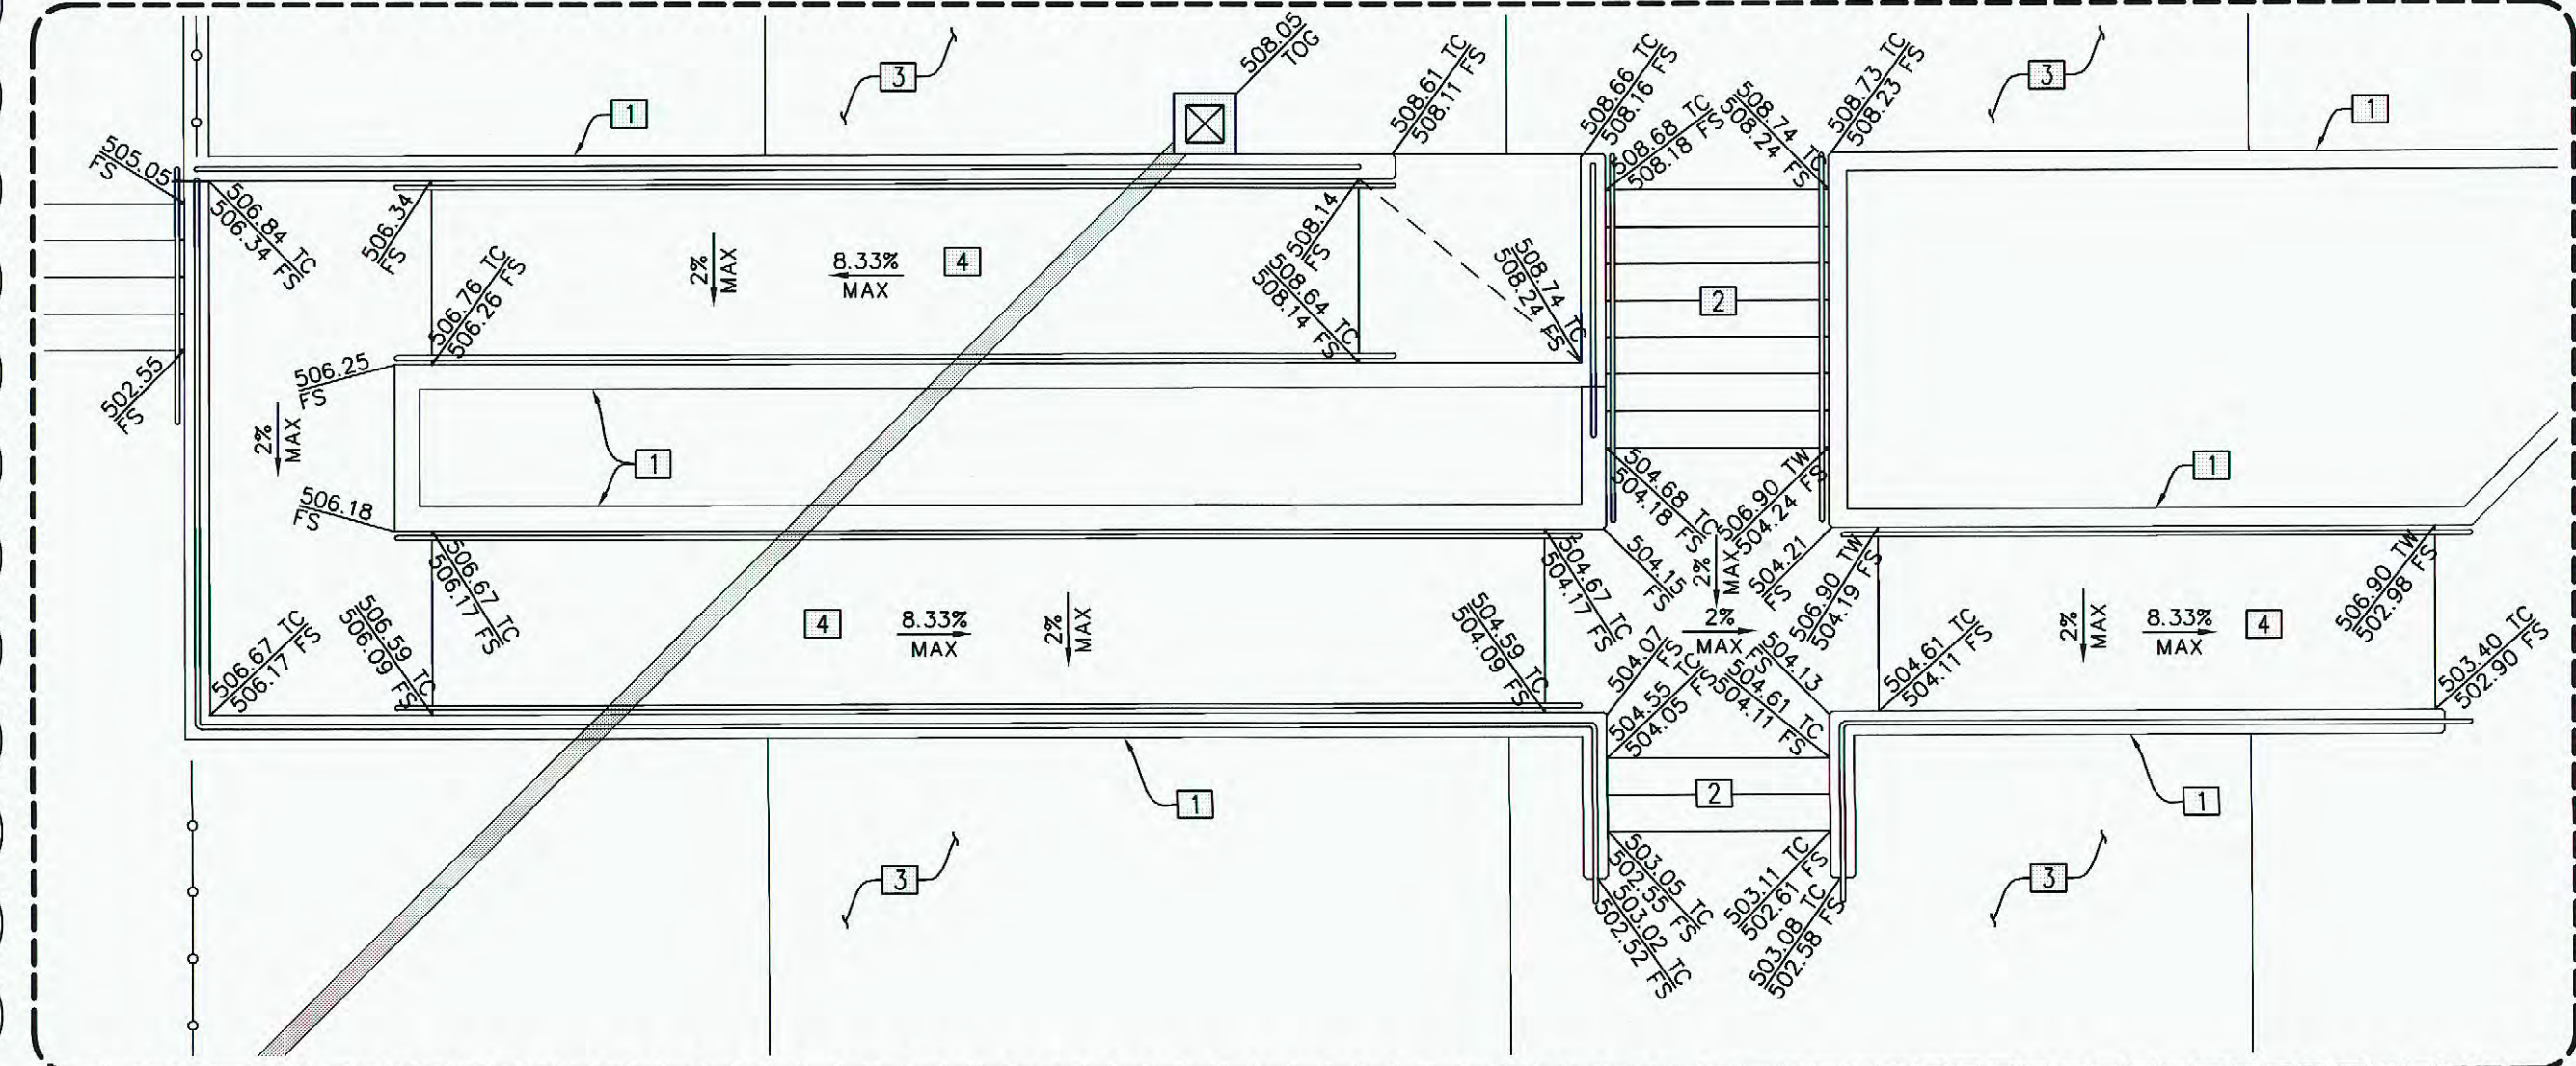 508.05
TOG
3
1
508.61 TC
508.11 FS
508.66 TC
508.16 FS
508.68 TC
508.18 FS
508.74 TC
508.24 FS
508.73 TC
508.23 FS
3
1
505.05
FS
506.84 TC
506.34 FS
506.34
FS
506.76 TC
506.26 FS
2%
MAX
8.33%
MAX
4
508.14
FS
508.64 TC
508.14 FS
508.74 TC
508.24 FS
2
502.55
FS
506.25
FS
2%
MAX
506.18
FS
1
504.68 TC
504.18 FS
506.90 TW
504.24 FS
1
506.67 TC
506.17 FS
506.59 TC
506.09 FS
506.67 TC
506.17 FS
4
8.33%
MAX
2%
MAX
504.59 TC
504.09 FS
504.67 TC
504.17 FS
504.15
FS
2%
MAX
504.21
FS
2%
MAX
504.07
FS
504.13
FS
506.90 TW
504.19 FS
504.55 TC
504.05 FS
504.61 TC
504.11 FS
504.61 TC
504.11 FS
2%
MAX
8.33%
MAX
4
506.90 TW
502.98 FS
503.40 TC
502.90 FS
1
2
1
3
503.05 TC
502.55 FS
503.02 TC
502.52 FS
503.11 TC
502.61 FS
503.08 TC
502.58 FS
3